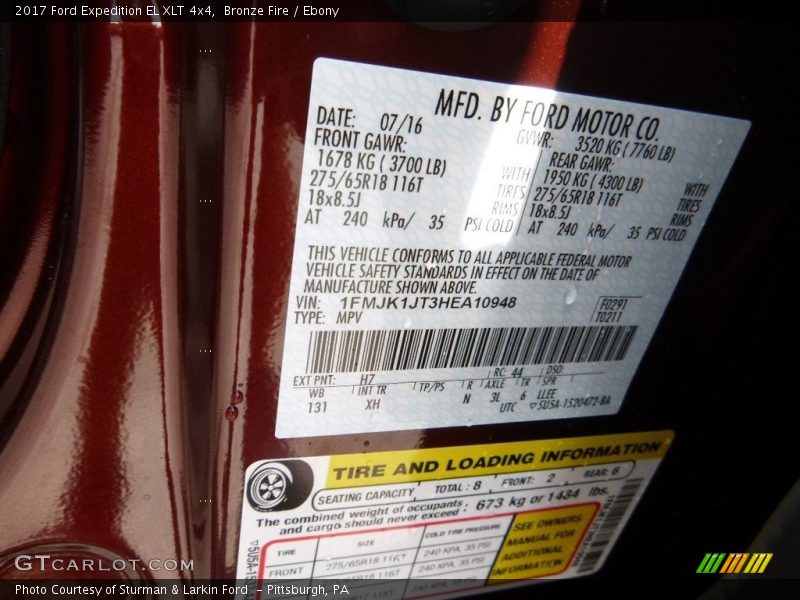 2017 Ford Expedition EL XLT 4x4, Bronze Fire / Ebony
MFD. BY FORD MOTOR CO.
DATE: 07/16 GVWR: 3520 KG ( 7760 LB)
FRONT GAWR: REAR GAWR:
1678 KG ( 3700 LB) WITH 1950 KG ( 4300 LB) WITH
275/65R18 116T TIRES 275/65R18 116T TIRES
18x8.5J RIMS 18x8.5J RIMS
AT 240 kPa/ 35 PSI COLD AT 240 kPa/ 35 PSI COLD
THIS VEHICLE CONFORMS TO ALL APPLICABLE FEDERAL MOTOR
VEHICLE SAFETY STANDARDS IN EFFECT ON THE DATE OF
MANUFACTURE SHOWN ABOVE.
VIN: 1FMJK1JT3HEA10948 F0291
TYPE: MPV T0211
EXT PNT: H7 RC: 44 DSO:
WB INT TR TP/PS R AXLE TR SPR
131 XH N 3L 6 LLEE
UTC 5U5A-1520472-BA
TIRE AND LOADING INFORMATION
SEATING CAPACITY TOTAL : 8 FRONT: 2 REAR: 6
The combined weight of occupants : 673 kg or 1484 lbs.
and cargo should never exceed
TIRE SIZE COLD TIRE PRESSURE SEE OWNERS
FRONT 275/65R18 116T 240 KPA, 35 PSI MANUAL FOR
ADDITIONAL
INFORMATION
GTCARLOT.COM
Photo Courtesy of Sturman & Larkin Ford - Pittsburgh, PA